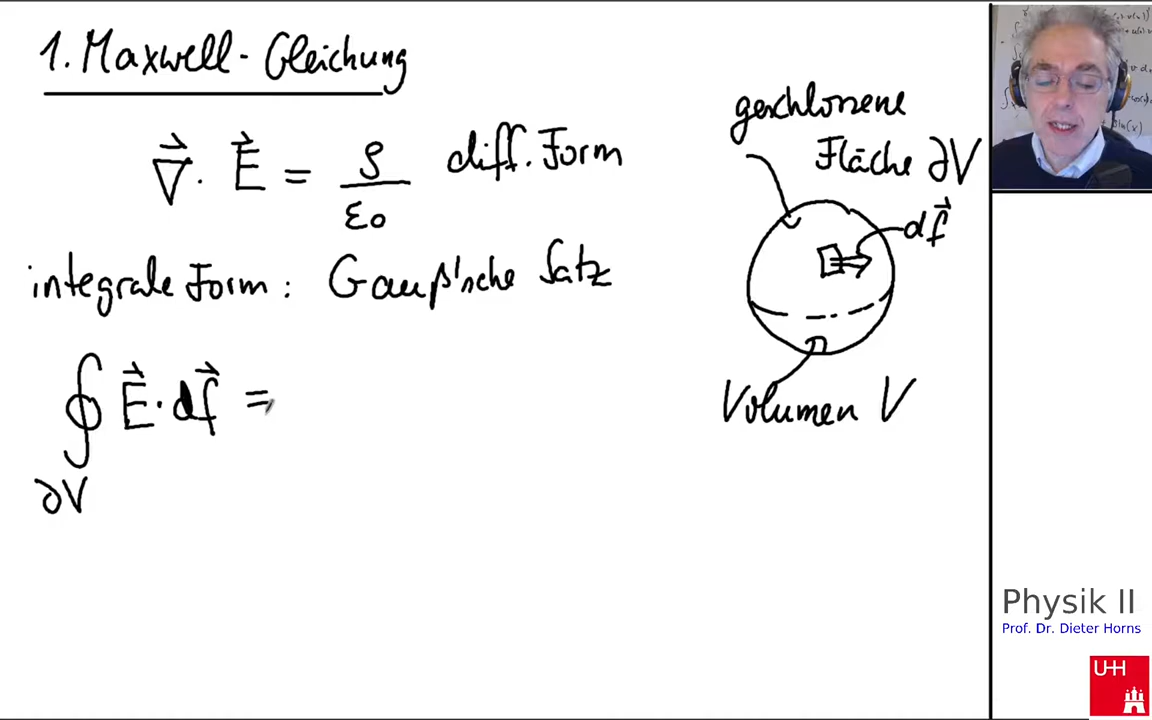 1. Maxwell-Gleichung
∇⃗ · E⃗ = ρ/ε0 diff. Form
integrale Form: Gauß'sche Satz
∮ E⃗ · df⃗ =
∂V
geschlossene
Fläche ∂V
df⃗
Volumen V
Physik II
Prof. Dr. Dieter Horns
UH